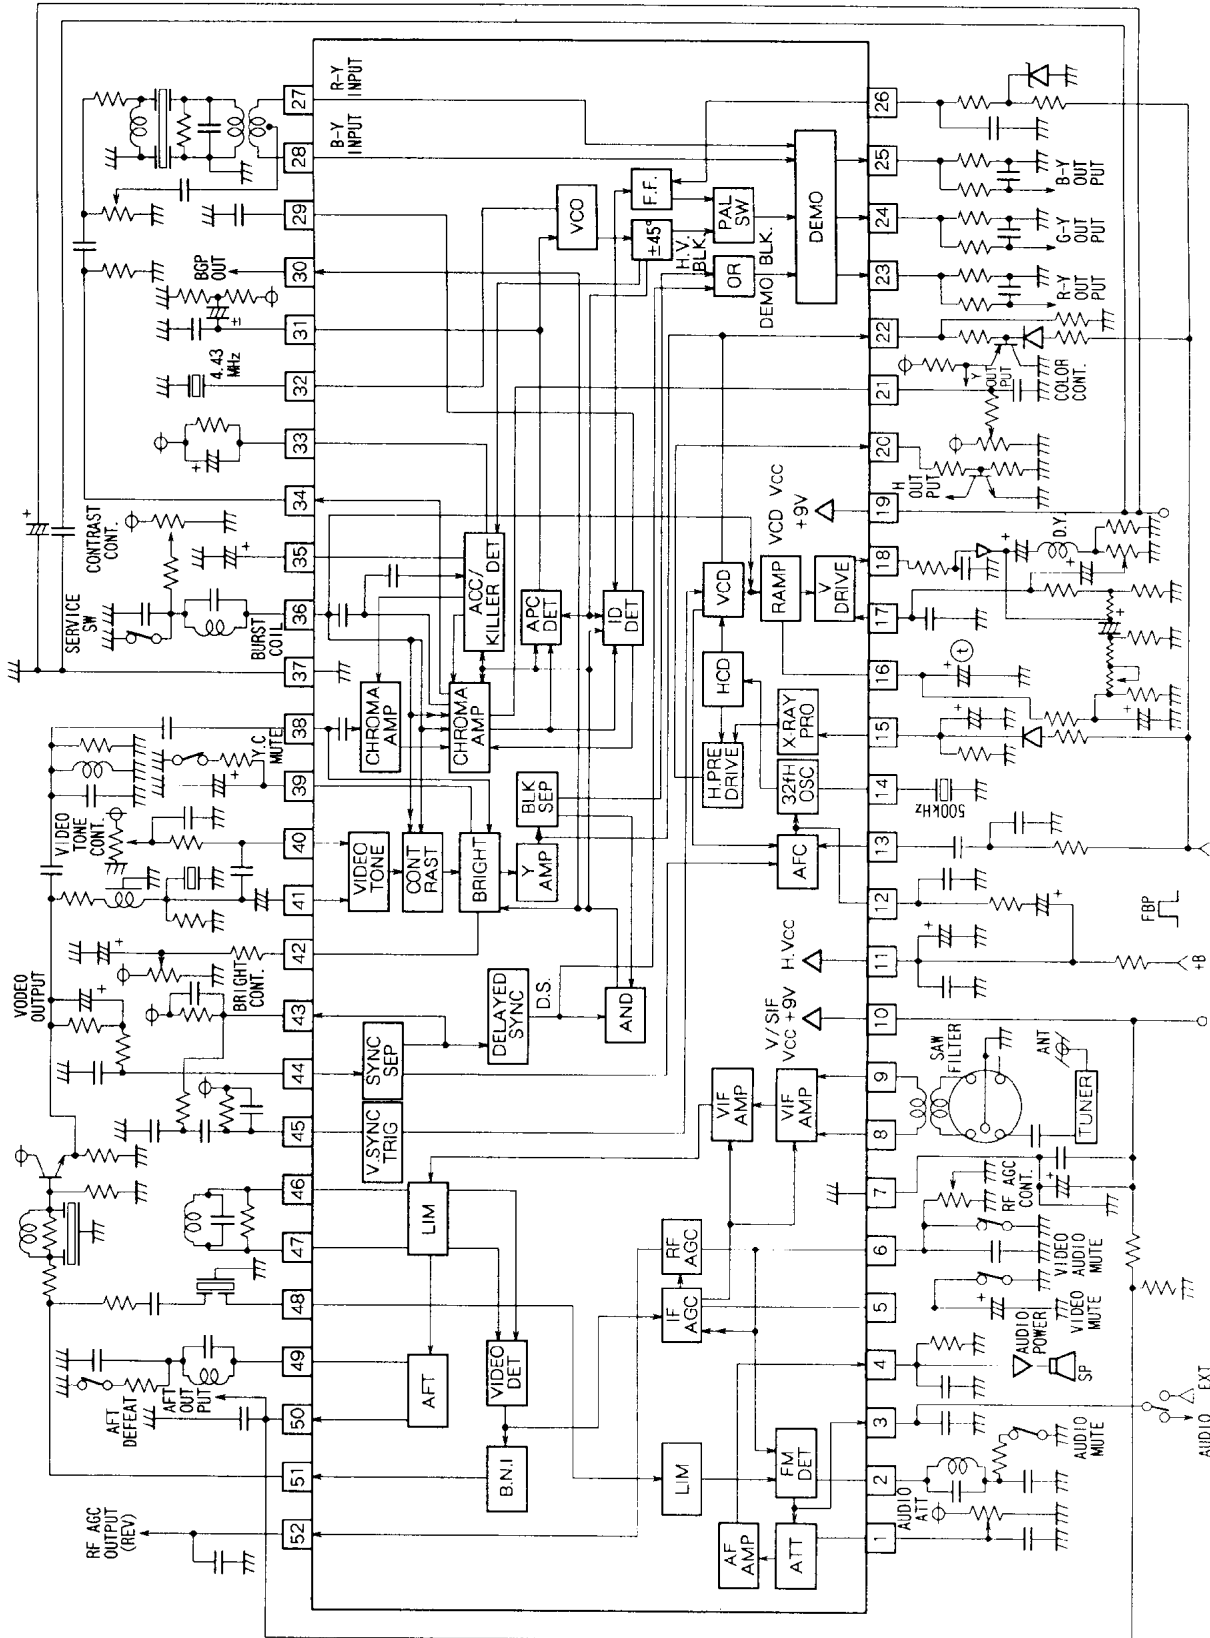 RF AGC
OUTPUT
(REV)
AFT
DEFEAT
AFT
OUT
PUT
VODEO
OUTPUT
BRIGHT
CONT.
VIDEO
TONE
CONT.
Y.C
MUTE
SERVICE
SW
BURST
COIL
CONTRAST
CONT.
4.43
MHz
BGP
OUT
52
51
50
49
48
47
46
45
44
43
42
41
40
39
38
37
36
35
34
33
32
31
30
29
28
27
B-Y
INPUT
R-Y
INPUT
B.N.I
VIDEO
DET
AFT
LIM
V.SYNC
TRIG
SYNC
SEP
DELAYED
SYNC
D.S.
AND
VIDEO
TONE
CONT
RAST
BRIGHT
Y
AMP
BLK
SEP
CHROMA
AMP
CHROMA
AMP
ACC/
KILLER DET
APC
DET
ID
DET
VCO
±45°
F.F.
PAL
SW
H.V.
BLK.
OR
DEMO
BLK.
DEMO
LIM
FM
DET
ATT
AF
AMP
IF
AGC
RF
AGC
VIF
AMP
VIF
AMP
V/SIF
VCC +9V
H.VCC
AFC
32fH
OSC
X-RAY
PRO
H.PRE
DRIVE
HCD
VCD
RAMP
V
DRIVE
VCD VCC
+9V
1
2
3
4
5
6
7
8
9
10
11
12
13
14
15
16
17
18
19
20
21
22
23
24
25
26
AUDIO
ATT
AUDIO
MUTE
AUDIO
EXT
AUDIO
POWER
SP
VIDEO
MUTE
VIDEO
AUDIO
MUTE
RF AGC
CONT.
SAW
FILTER
TUNER
ANT
+B
FBP
500kHz
t
D.Y.
H
OUT
PUT
Y
OUT
PUT
COLOR
CONT.
R-Y
OUT
PUT
G-Y
OUT
PUT
B-Y
OUT
PUT